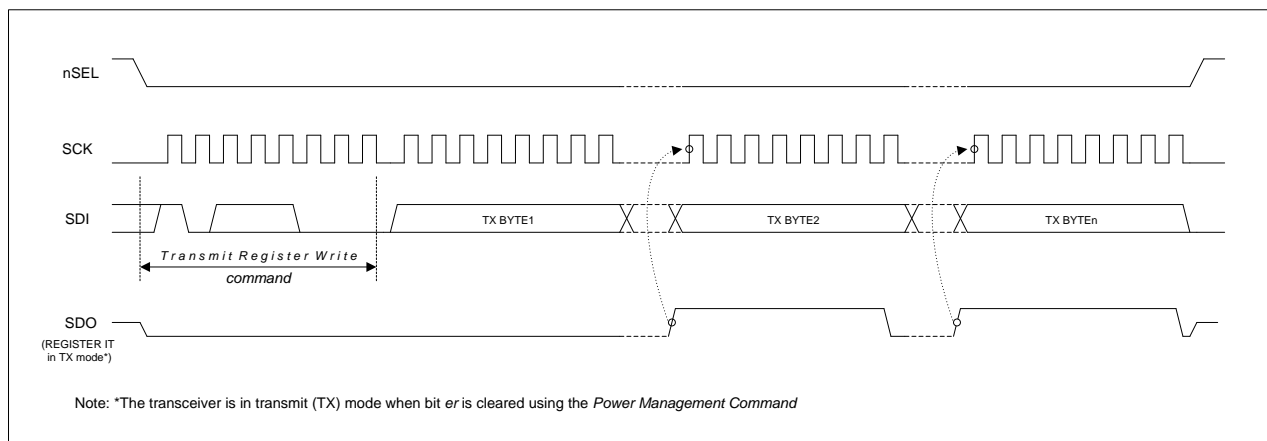 nSEL
SCK
SDI
TX BYTE1
TX BYTE2
TX BYTEn
Transmit Register Write
command
SDO
(REGISTER IT
in TX mode*)
Note: *The transceiver is in transmit (TX) mode when bit er is cleared using the Power Management Command